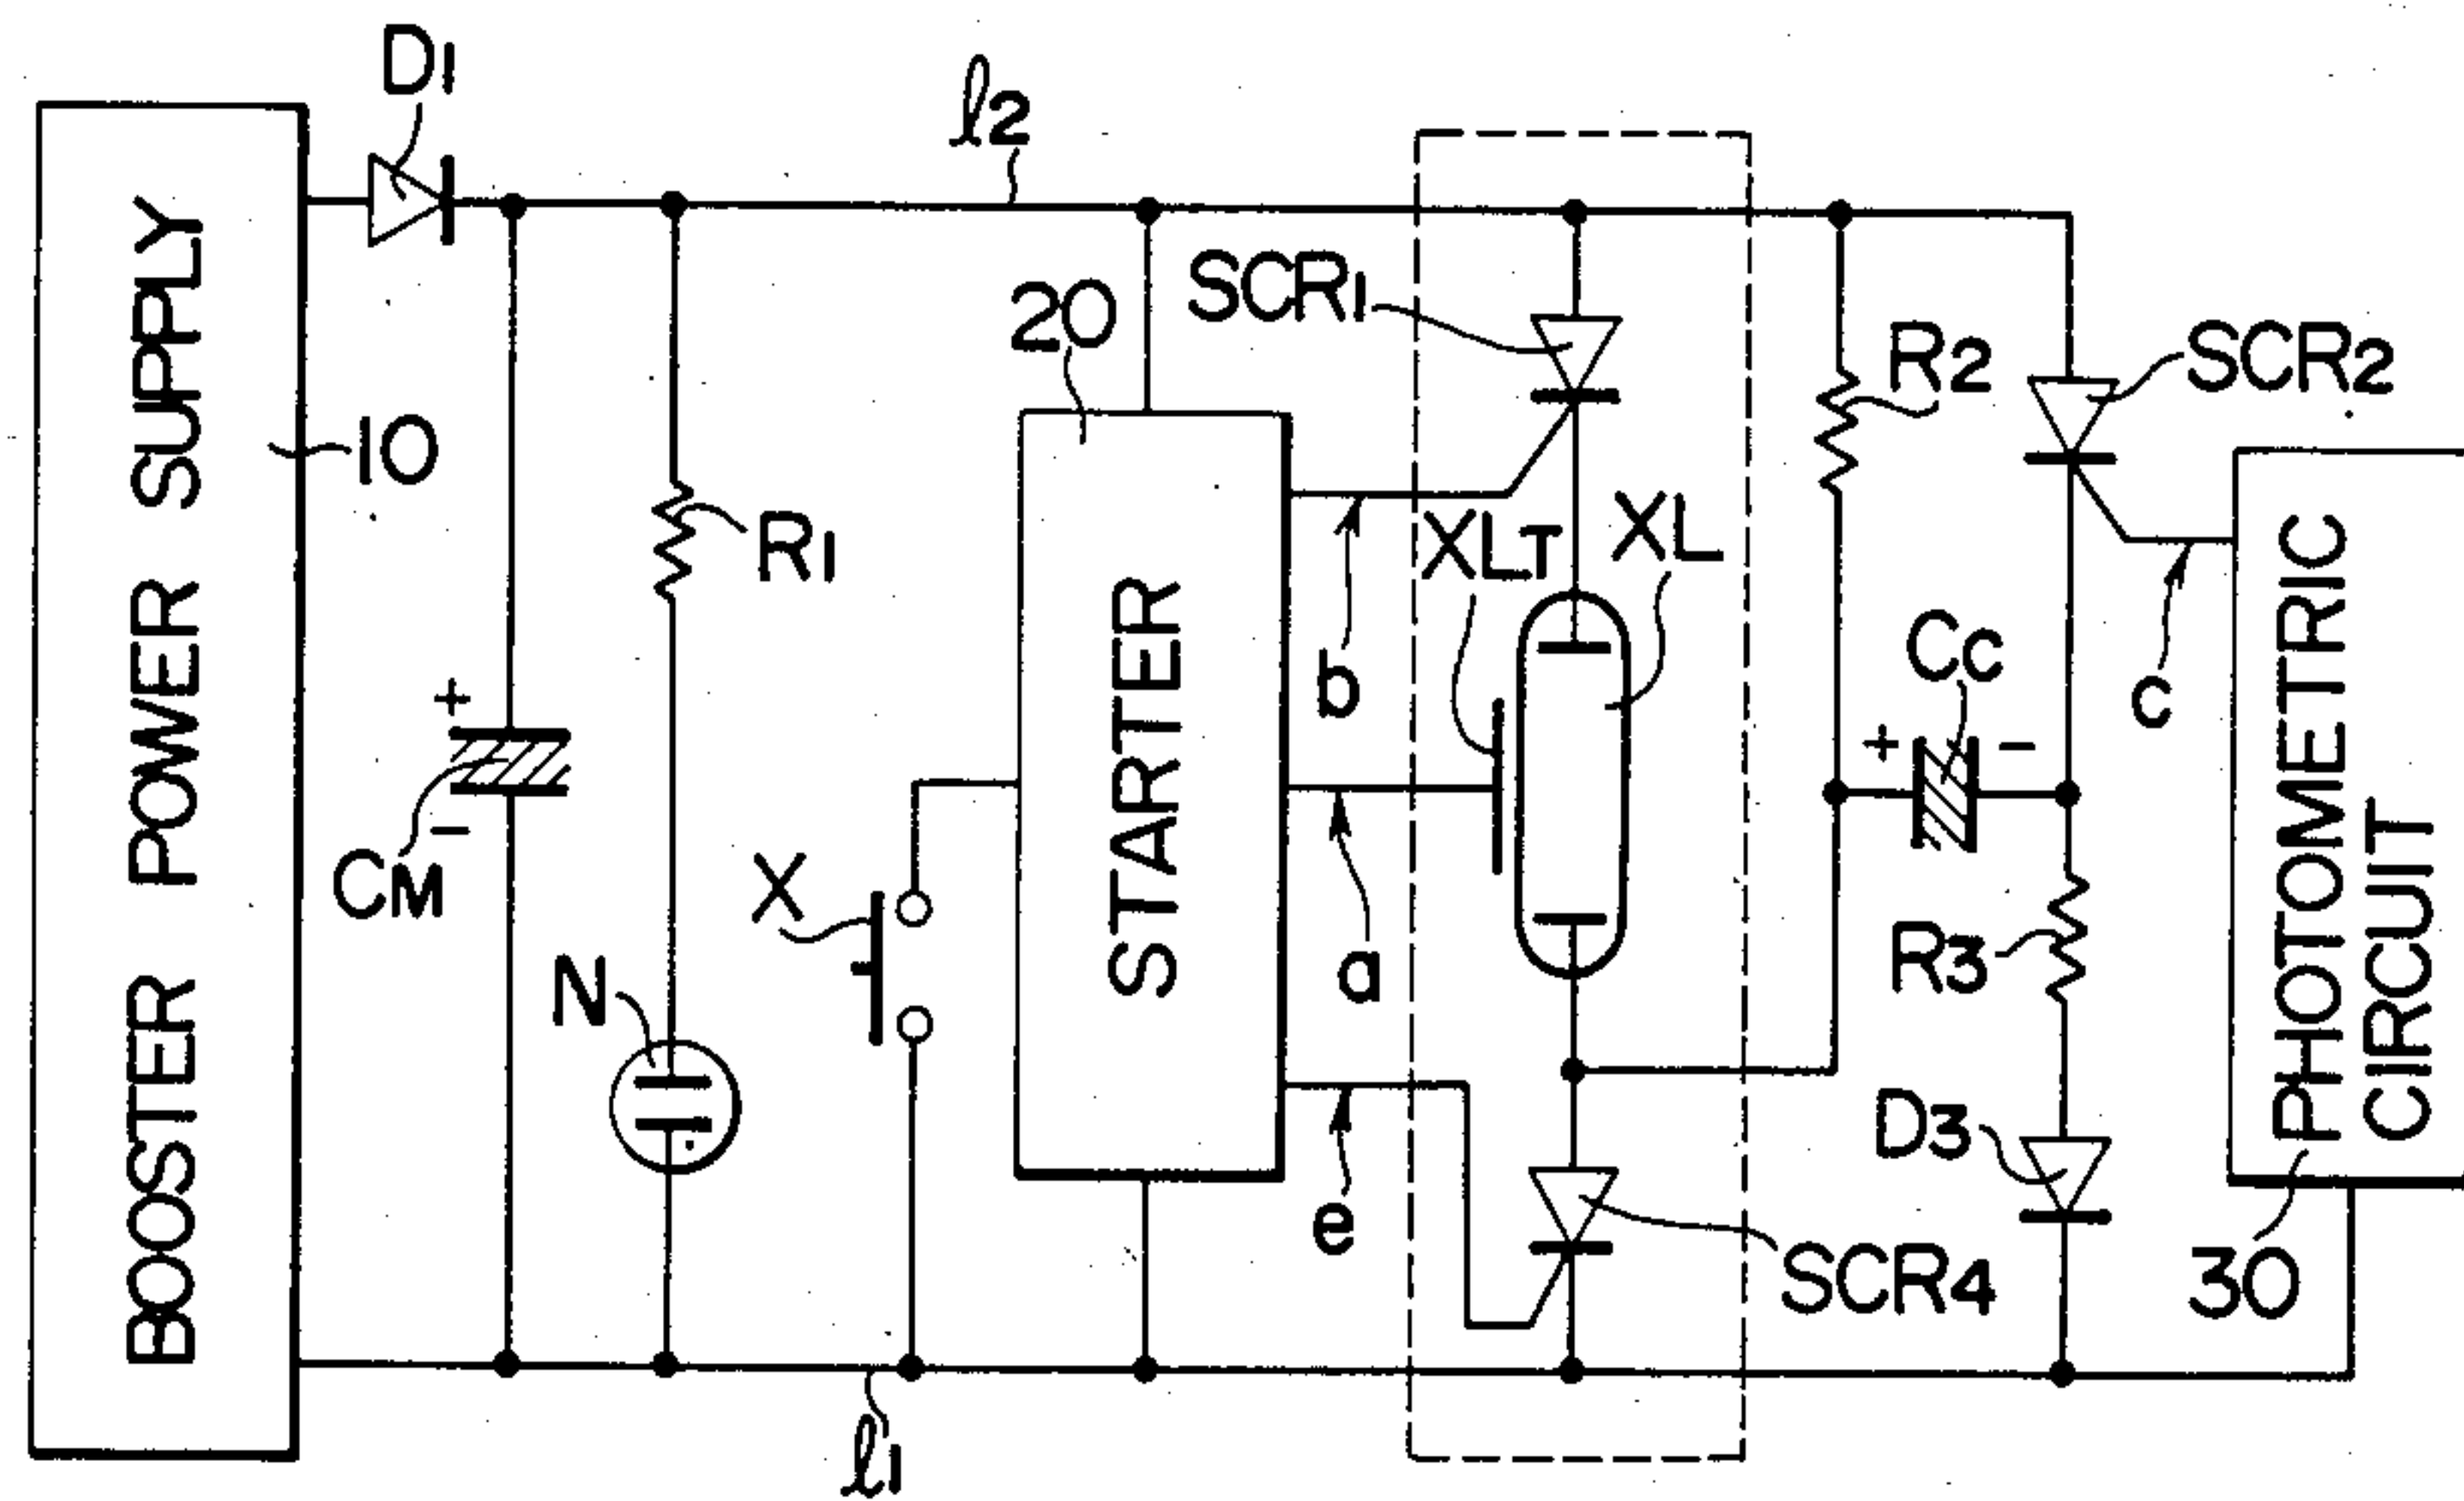 BOOSTER POWER SUPPLY
10
D1
l2
CM
+
−
R1
N
X
l1
20
STARTER
SCR1
b
XLT
XL
a
e
SCR4
R2
SCR2
CC
+
−
c
R3
D3
PHOTOMETRIC
CIRCUIT
30